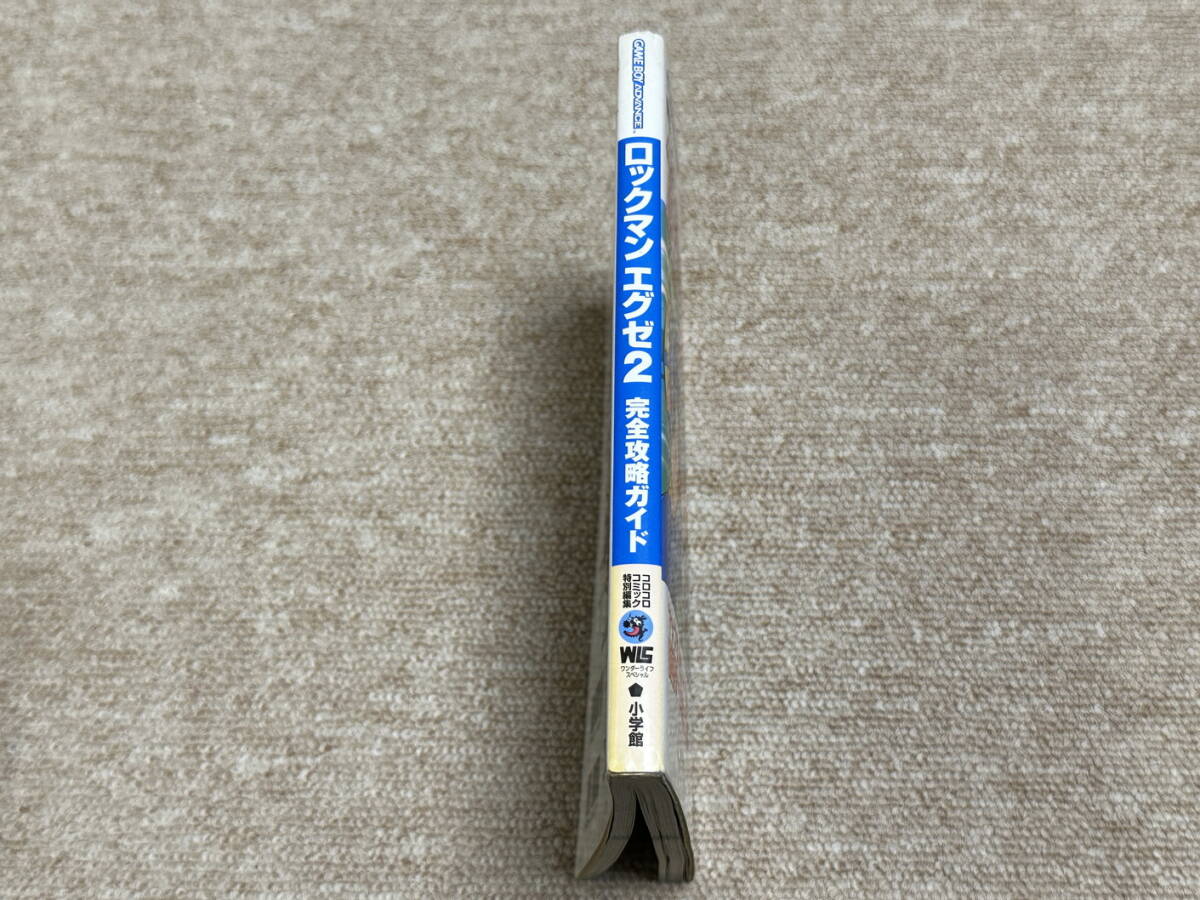 GAME BOY ADVANCE
ロックマン エグゼ2 完全攻略ガイド
コロコロ
コミック
特別編集
WLS
ワンダーライフ
スペシャル
小学館